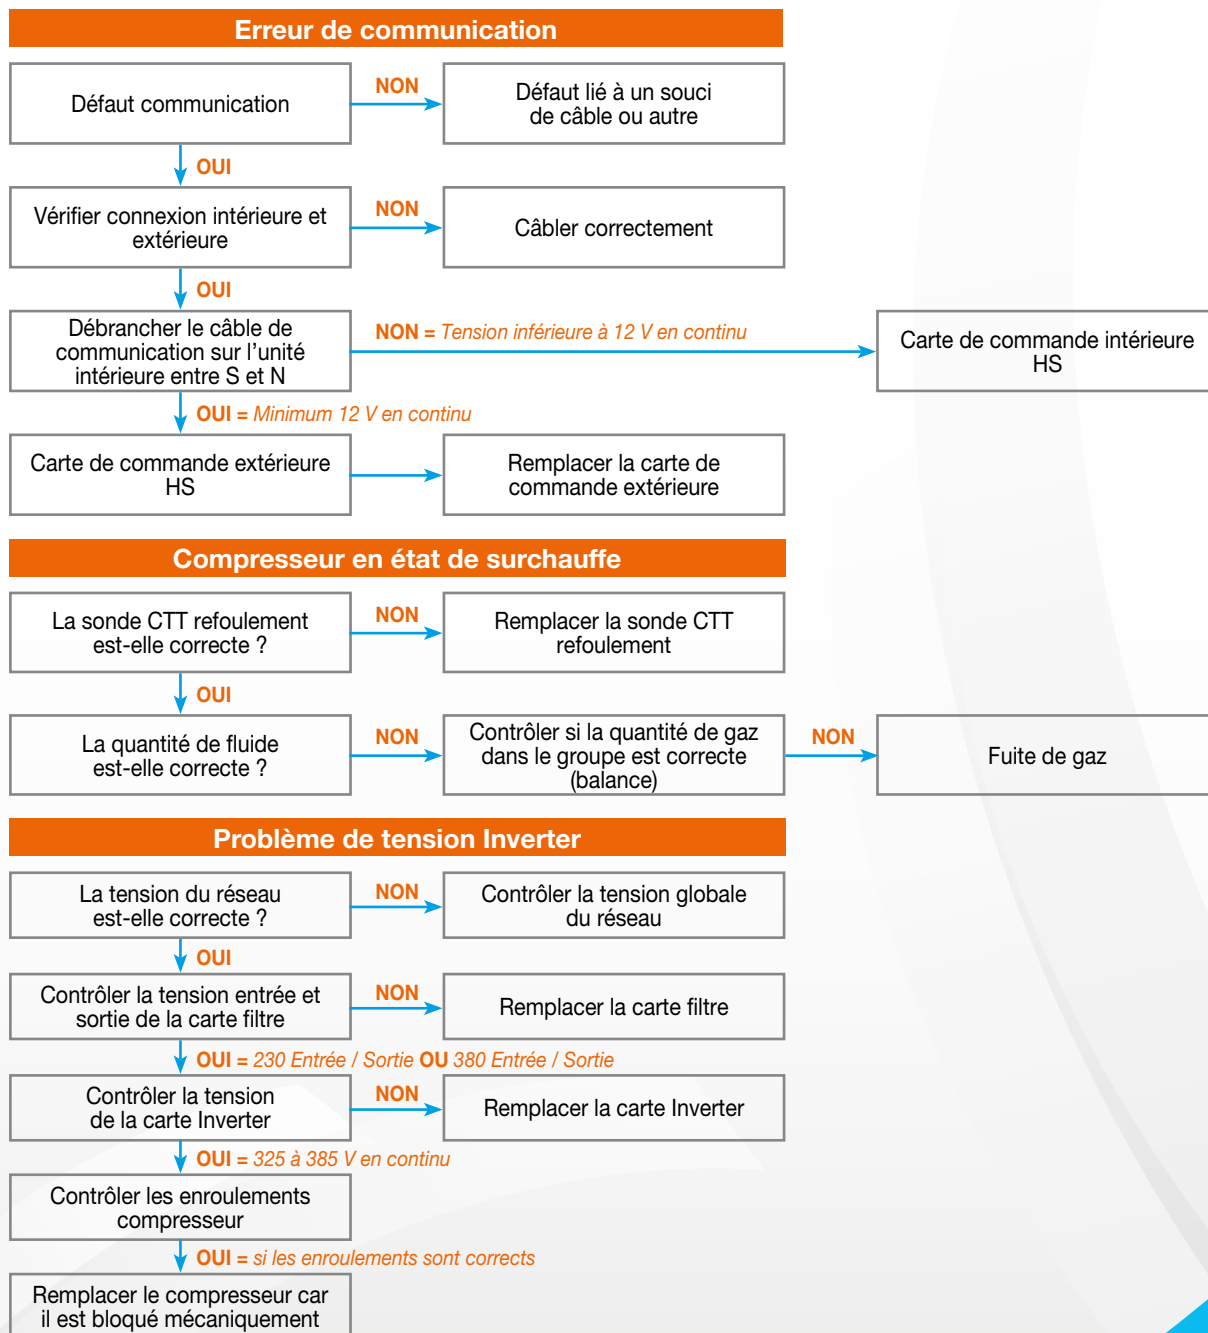 Erreur de communication
Défaut communication
NON
Défaut lié à un souci
de câble ou autre
OUI
Vérifier connexion intérieure et
extérieure
NON
Câbler correctement
OUI
Débrancher le câble de
communication sur l'unité
intérieure entre S et N
NON = Tension inférieure à 12 V en continu
Carte de commande intérieure
HS
OUI = Minimum 12 V en continu
Carte de commande extérieure
HS
Remplacer la carte de
commande extérieure
Compresseur en état de surchauffe
La sonde CTT refoulement
est-elle correcte ?
NON
Remplacer la sonde CTT
refoulement
OUI
La quantité de fluide
est-elle correcte ?
NON
Contrôler si la quantité de gaz
dans le groupe est correcte
(balance)
NON
Fuite de gaz
Problème de tension Inverter
La tension du réseau
est-elle correcte ?
NON
Contrôler la tension globale
du réseau
OUI
Contrôler la tension entrée et
sortie de la carte filtre
NON
Remplacer la carte filtre
OUI = 230 Entrée / Sortie OU 380 Entrée / Sortie
Contrôler la tension
de la carte Inverter
NON
Remplacer la carte Inverter
OUI = 325 à 385 V en continu
Contrôler les enroulements
compresseur
OUI = si les enroulements sont corrects
Remplacer le compresseur car
il est bloqué mécaniquement